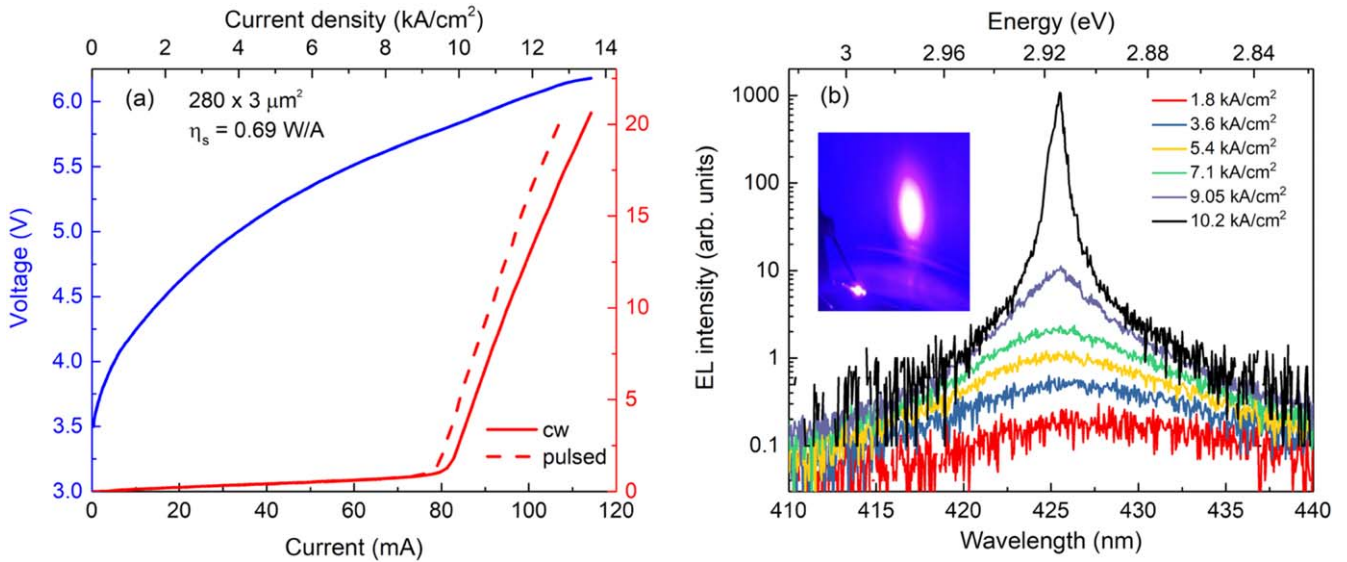 Current density (kA/cm²)
0 2 4 6 8 10 12 14
(a)
280 x 3 μm²
ηs = 0.69 W/A
Voltage (V)
6.0
5.5
5.0
4.5
4.0
3.5
3.0
20
15
10
5
0
cw
pulsed
0 20 40 60 80 100 120
Current (mA)
Energy (eV)
3 2.96 2.92 2.88 2.84
(b)
1.8 kA/cm²
3.6 kA/cm²
5.4 kA/cm²
7.1 kA/cm²
9.05 kA/cm²
10.2 kA/cm²
EL intensity (arb. units)
1000
100
10
1
0.1
410 415 420 425 430 435 440
Wavelength (nm)